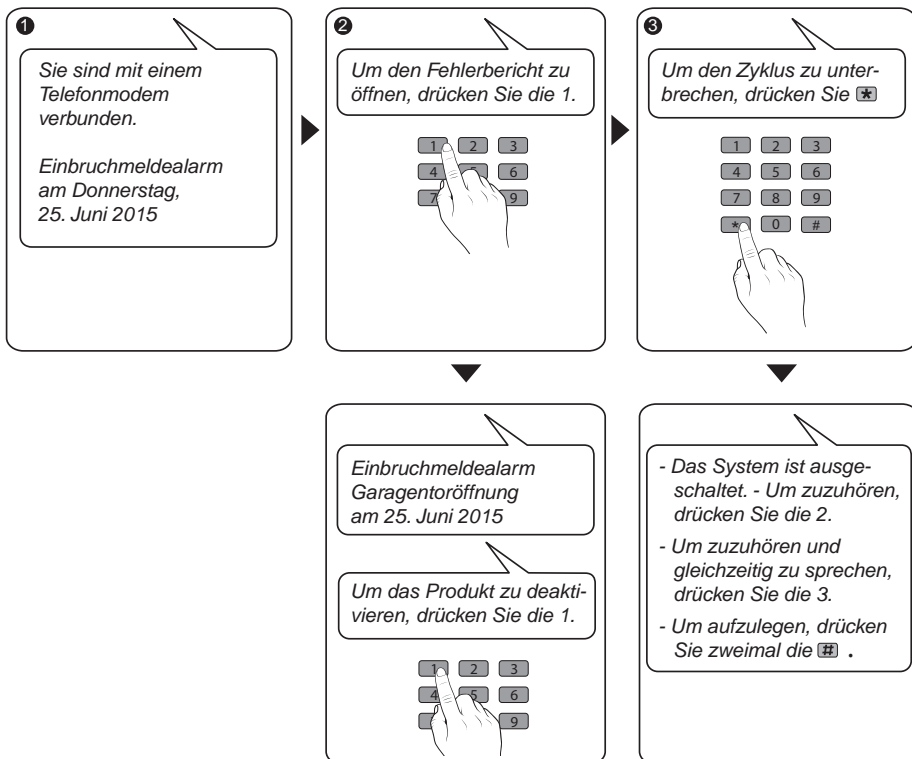 ❶
Sie sind mit einem
Telefonmodem
verbunden.
Einbruchmeldealarm
am Donnerstag,
25. Juni 2015
❷
Um den Fehlerbericht zu
öffnen, drücken Sie die 1.
1 2 3
4 5 6
7 9
❸
Um den Zyklus zu unter-
brechen, drücken Sie *
1 2 3
4 5 6
7 8 9
* 0 #
Einbruchmeldealarm
Garagentoröffnung
am 25. Juni 2015
Um das Produkt zu deakti-
vieren, drücken Sie die 1.
1 2 3
4 5 6
9
- Das System ist ausge-
schaltet. - Um zuzuhören,
drücken Sie die 2.
- Um zuzuhören und
gleichzeitig zu sprechen,
drücken Sie die 3.
- Um aufzulegen, drücken
Sie zweimal die # .